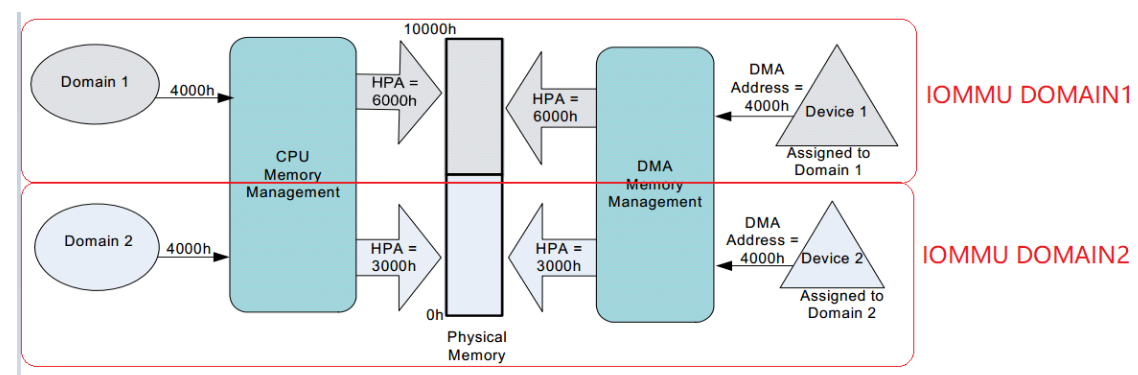 10000h
Domain 1
4000h
HPA =
6000h
HPA =
6000h
DMA
Address =
4000h
Device 1
Assigned to
Domain 1
IOMMU DOMAIN1
CPU
Memory
Management
DMA
Memory
Management
Domain 2
4000h
HPA =
3000h
HPA =
3000h
DMA
Address =
4000h
Device 2
Assigned to
Domain 2
IOMMU DOMAIN2
0h
Physical
Memory